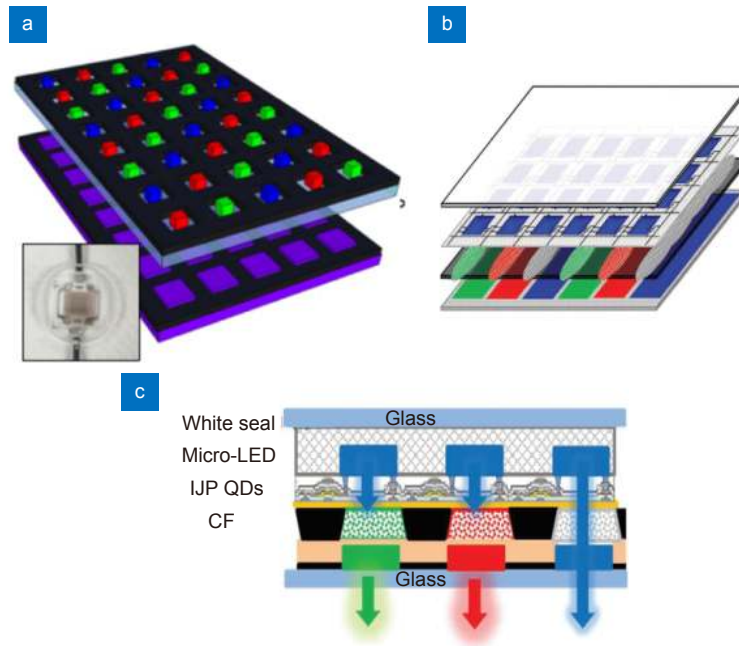 a
b
c
White seal
Glass
Micro-LED
IJP QDs
CF
Glass